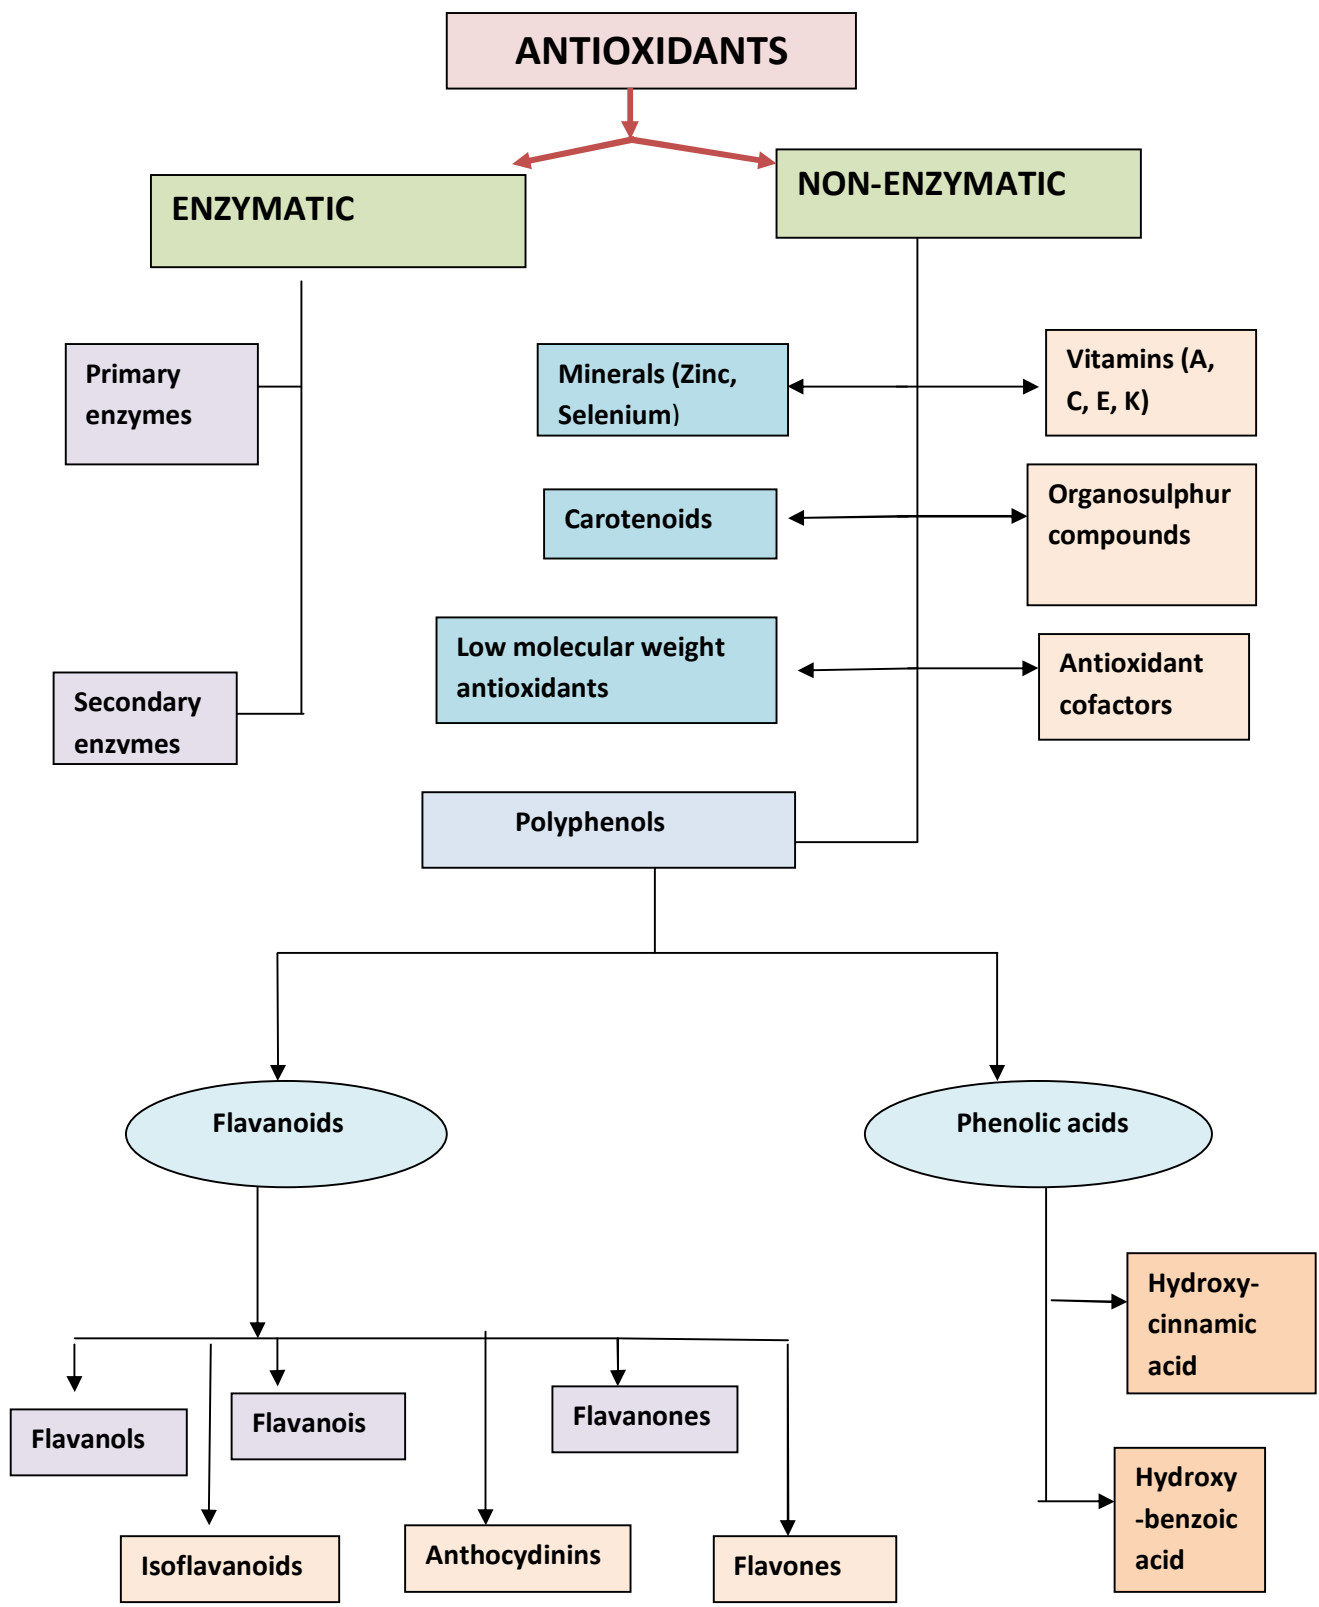 ANTIOXIDANTS
ENZYMATIC
NON-ENZYMATIC
Primary
enzymes
Minerals (Zinc,
Selenium)
Vitamins (A,
C, E, K)
Carotenoids
Organosulphur
compounds
Low molecular weight
antioxidants
Antioxidant
cofactors
Secondary
enzymes
Polyphenols
Flavanoids
Phenolic acids
Hydroxy-
cinnamic
acid
Flavanols
Flavanois
Flavanones
Hydroxy
-benzoic
acid
Isoflavanoids
Anthocydinins
Flavones